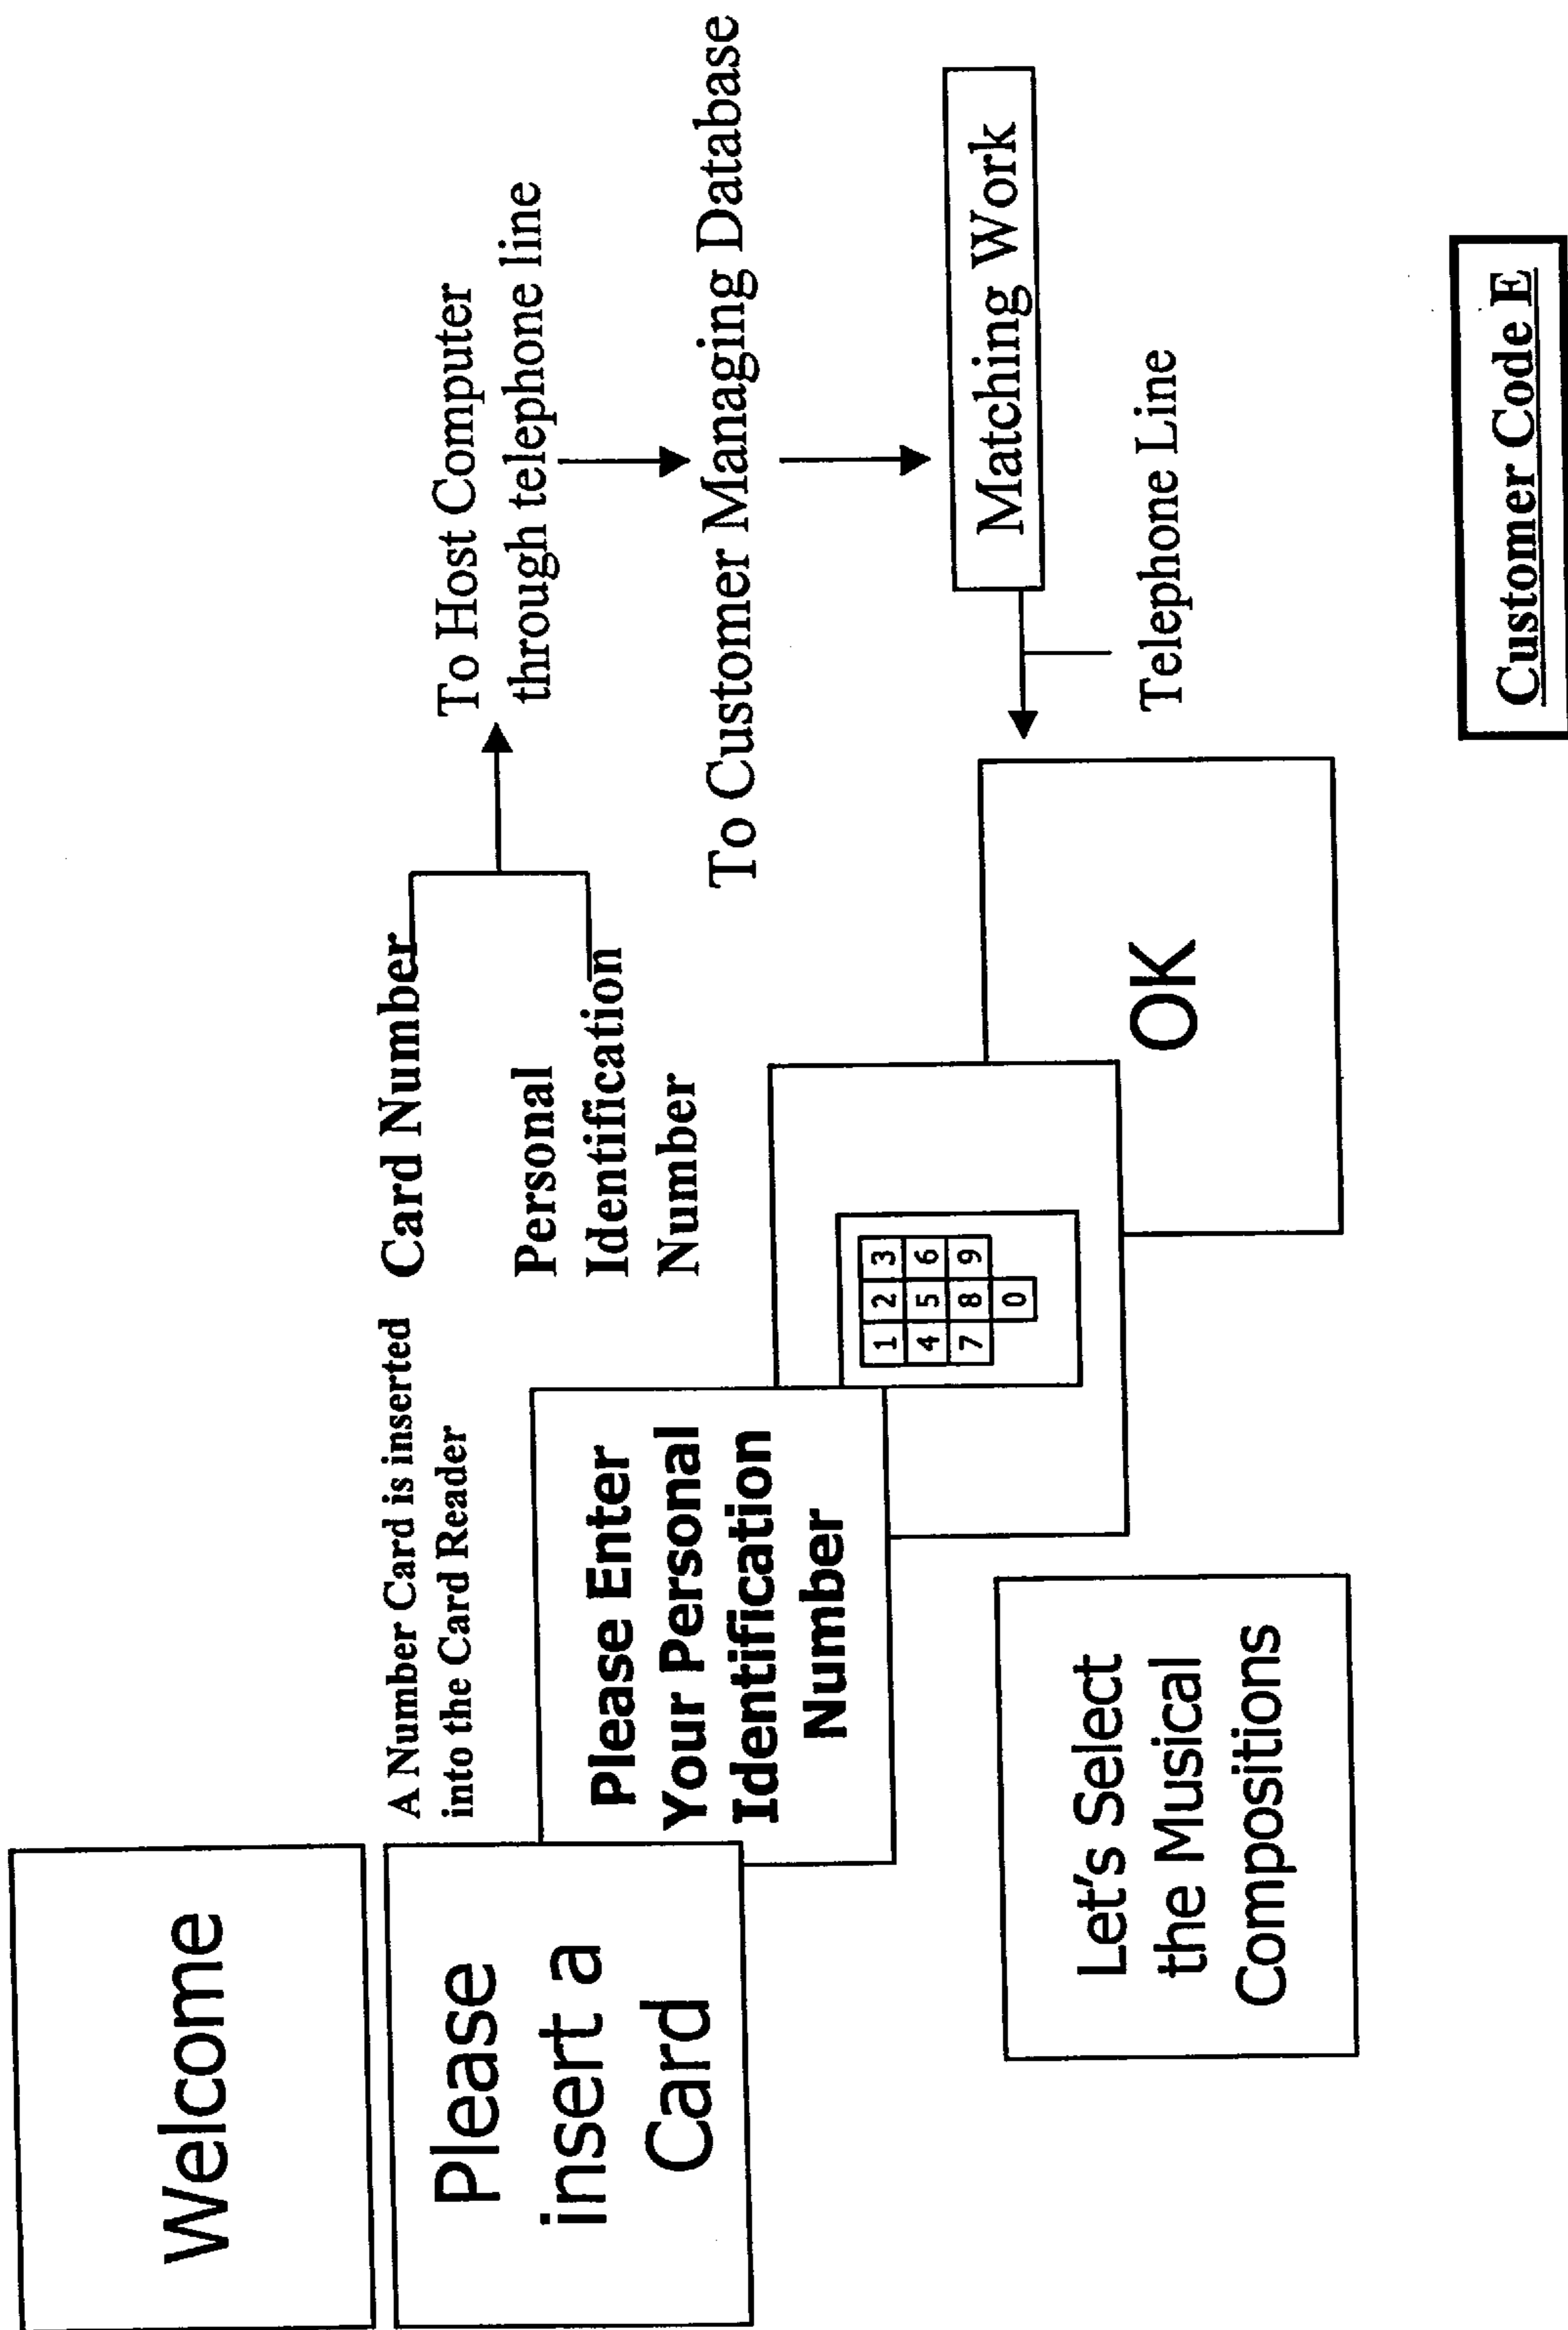 Welcome
Please
insert a
Card
A Number Card is inserted
into the Card Reader
Please Enter
Your Personal
Identification
Number
1 2 3
4 5 6
7 8 9
0
Card Number
Personal
Identification
Number
To Host Computer
through telephone line
To Customer Managing Database
Matching Work
Telephone Line
OK
Let's Select
the Musical
Compositions
Customer Code E